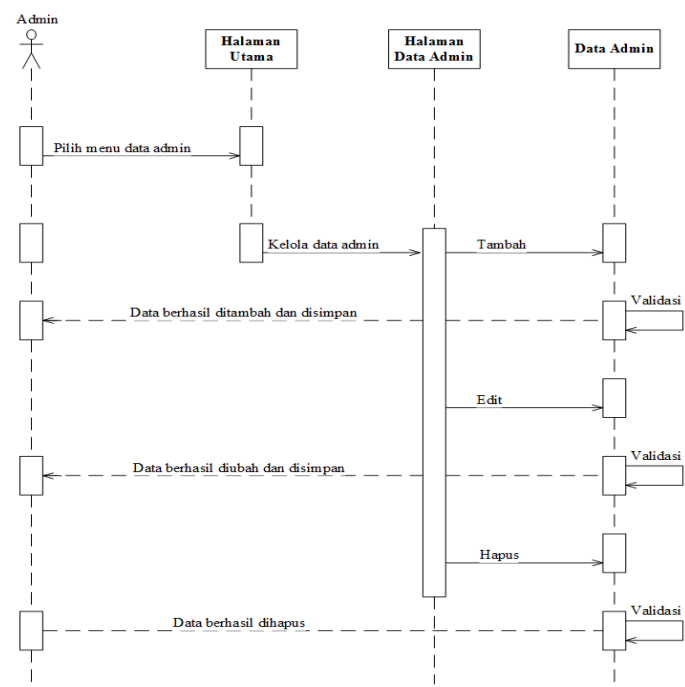 Admin
Halaman
Utama
Halaman
Data Admin
Data Admin
Pilih menu data admin
Kelola data admin
Tambah
Data berhasil ditambah dan disimpan
Validasi
Edit
Data berhasil diubah dan disimpan
Validasi
Hapus
Data berhasil dihapus
Validasi